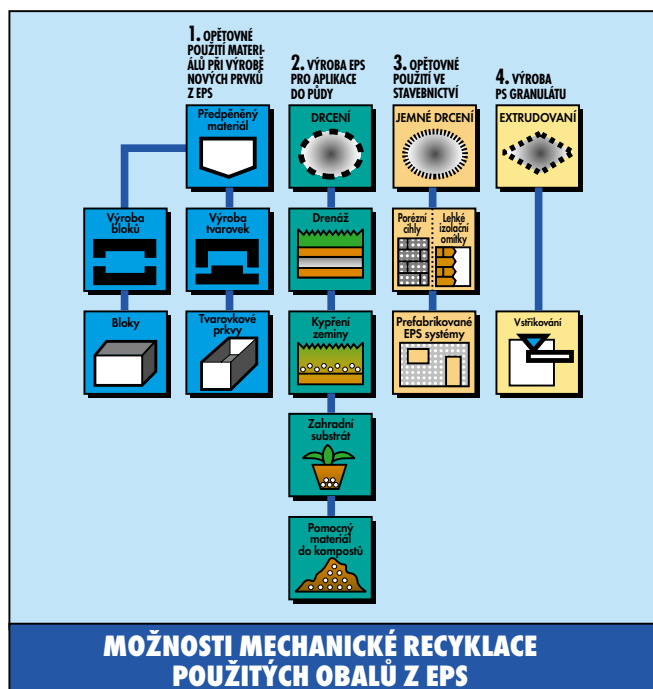 1. OPĚTOVNÉ
POUŽITÍ MATERI-
ÁLŮ PŘI VÝROBĚ
NOVÝCH PRVKŮ
Z EPS
Předpěněný
materiál
Výroba
bloků
Výroba
tvarovek
Bloky
Tvarovkové
prkvy
2. VÝROBA EPS
PRO APLIKACE
DO PŮDY
DRCENÍ
Drenáž
Kypření
zeminy
Zahradní
substrát
Pomocný
materiál
do kompostů
3. OPĚTOVNÉ
POUŽITÍ VE
STAVEBNICTVÍ
JEMNÉ DRCENÍ
Porézní
cihly
Lehké
izolační
omítky
Prefabrikované
EPS systémy
4. VÝROBA
PS GRANULÁTU
EXTRUDOVANÍ
Vstřikování
MOŽNOSTI MECHANICKÉ RECYKLACE
POUŽITÝCH OBALŮ Z EPS